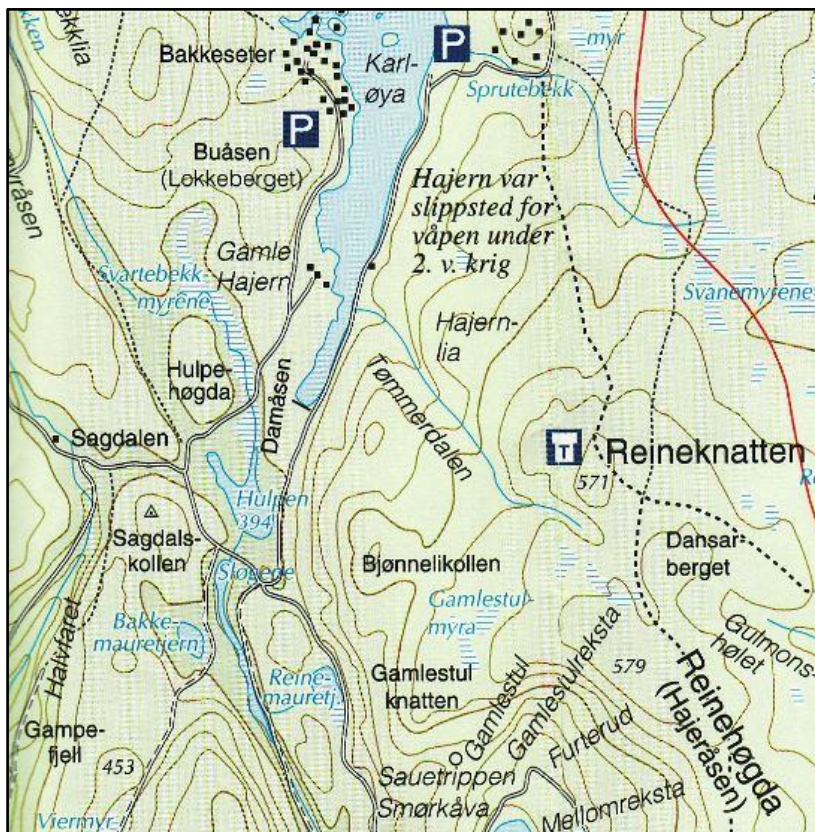 ekklia
Bakkeseter
P
Karl-
øya
P
myr
Sprutebekk
P
Buåsen
(Lokkeberget)
myråsen
Hajern var
slippsted for
våpen under
2. v. krig
Gamle
Hajern
Svartebekk-
myrene
Svanemyrene
Hajern-
lia
Hulpe-
høgda
Damåsen
Tømmerdalen
Sagdalen
T
Reineknatten
571
Hulpen
394
Sagdals-
kollen
Dansar-
berget
Bjønnelikollen
Sløgene
Gamlestul-
myra
Bakke-
mauretjern
Halvfaret
Gulmons-
hølet
Reine-
mauretj.
Gamlestul
knatten
Gamlestul
Gamlestulreksta
579
Reinehøgda
(Hajeråsen)
Gampe-
fjell
453
Furterud
Sauetrippen
Smørkåva
Mellomreksta
Viermyr-